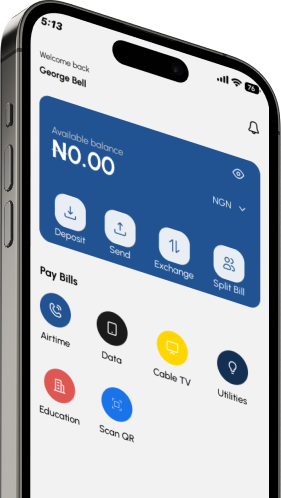 5:13
76
Welcome back
George Bell
Available balance
₦0.00
NGN
Deposit
Send
Exchange
Split Bill
Pay Bills
Airtime
Data
Cable TV
Utilities
Education
Scan QR